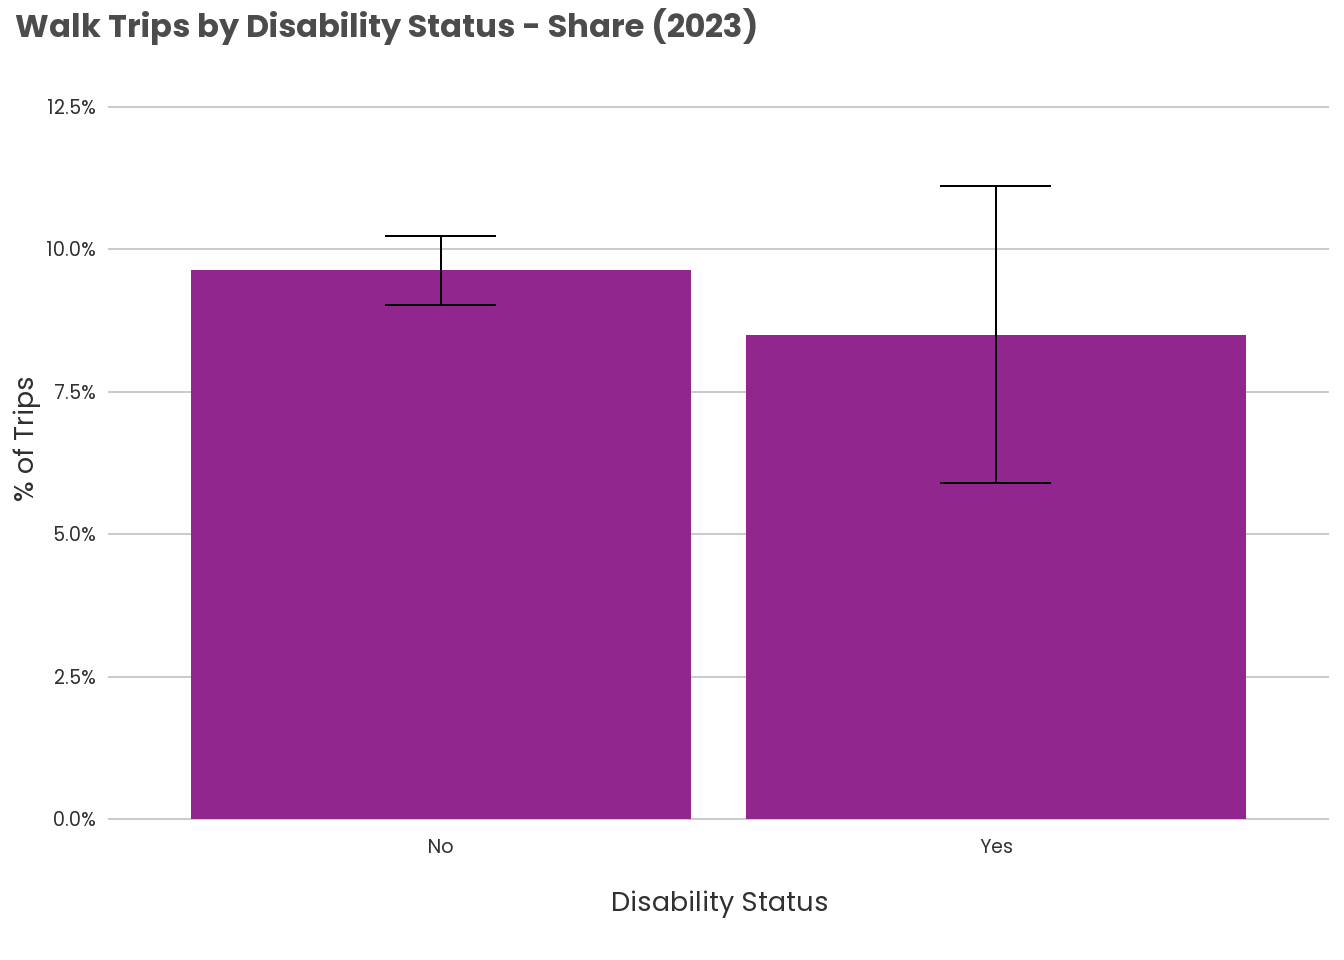 Walk Trips by Disability Status - Share (2023)
12.5%
10.0%
7.5%
5.0%
2.5%
0.0%
% of Trips
No
Yes
Disability Status